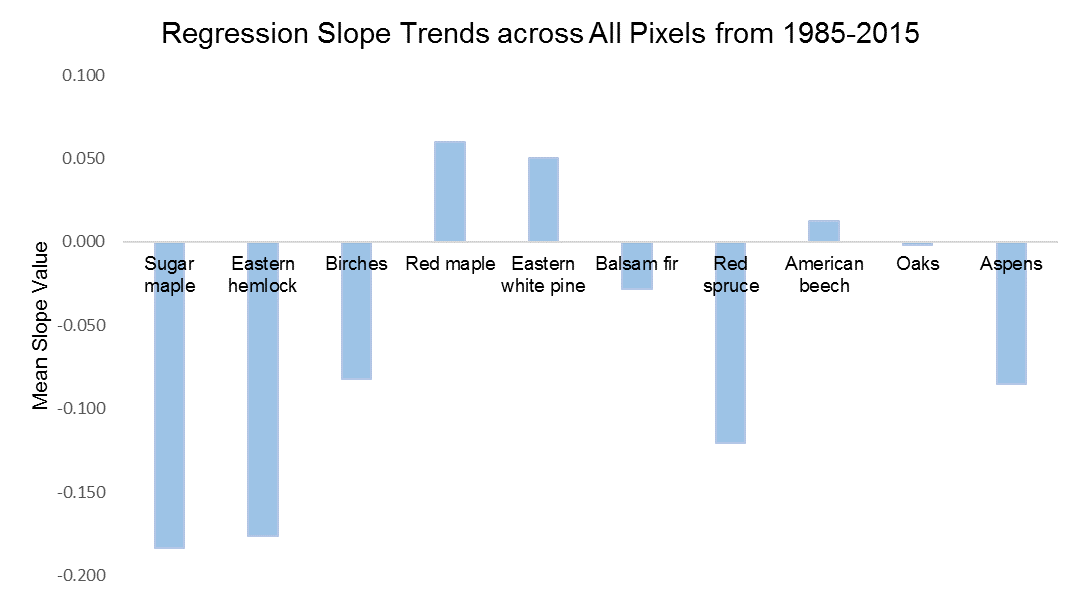 Regression Slope Trends across All Pixels from 1985-2015
0.100
0.050
0.000
-0.050
-0.100
-0.150
-0.200
Mean Slope Value
Sugar
maple
Eastern
hemlock
Birches
Red maple
Eastern
white pine
Balsam fir
Red
spruce
American
beech
Oaks
Aspens